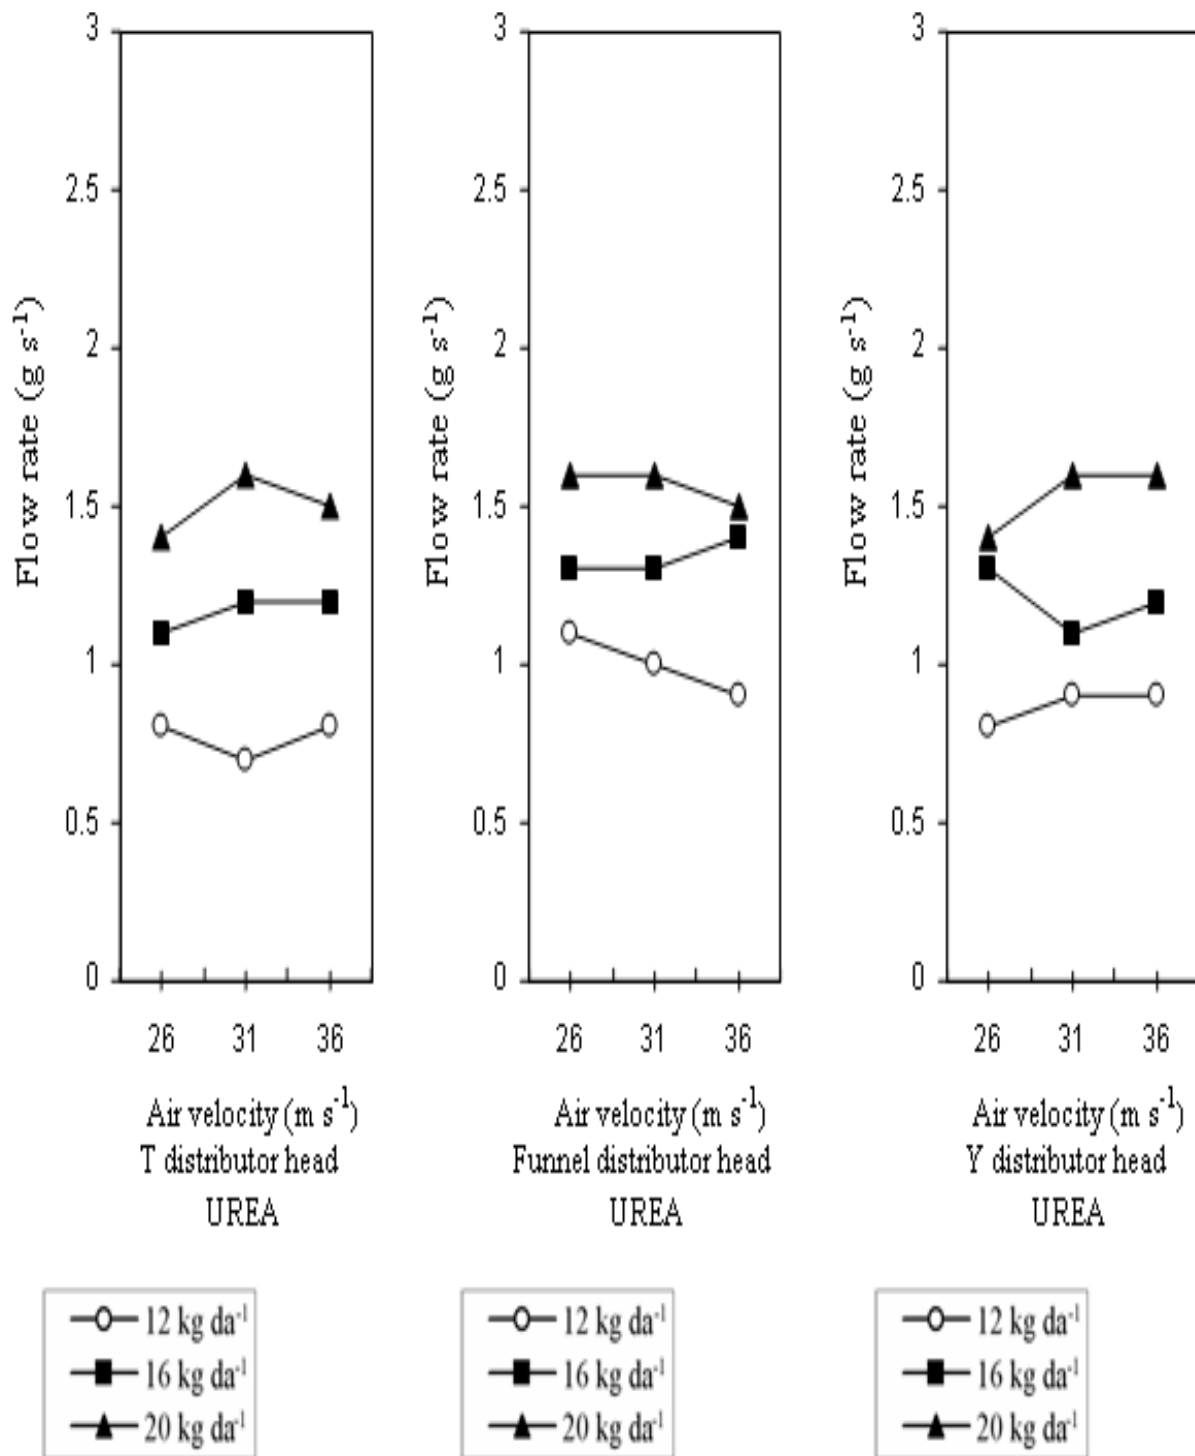 3
2.5
2
1.5
1
0.5
0
Flow rate (g s⁻¹)
26 31 36
Air velocity (m s⁻¹)
T distributor head
UREA
12 kg da⁻¹
16 kg da⁻¹
20 kg da⁻¹
3
2.5
2
1.5
1
0.5
0
Flow rate (g s⁻¹)
26 31 36
Air velocity (m s⁻¹)
Funnel distributor head
UREA
12 kg da⁻¹
16 kg da⁻¹
20 kg da⁻¹
3
2.5
2
1.5
1
0.5
0
Flow rate (g s⁻¹)
26 31 36
Air velocity (m s⁻¹)
Y distributor head
UREA
12 kg da⁻¹
16 kg da⁻¹
20 kg da⁻¹